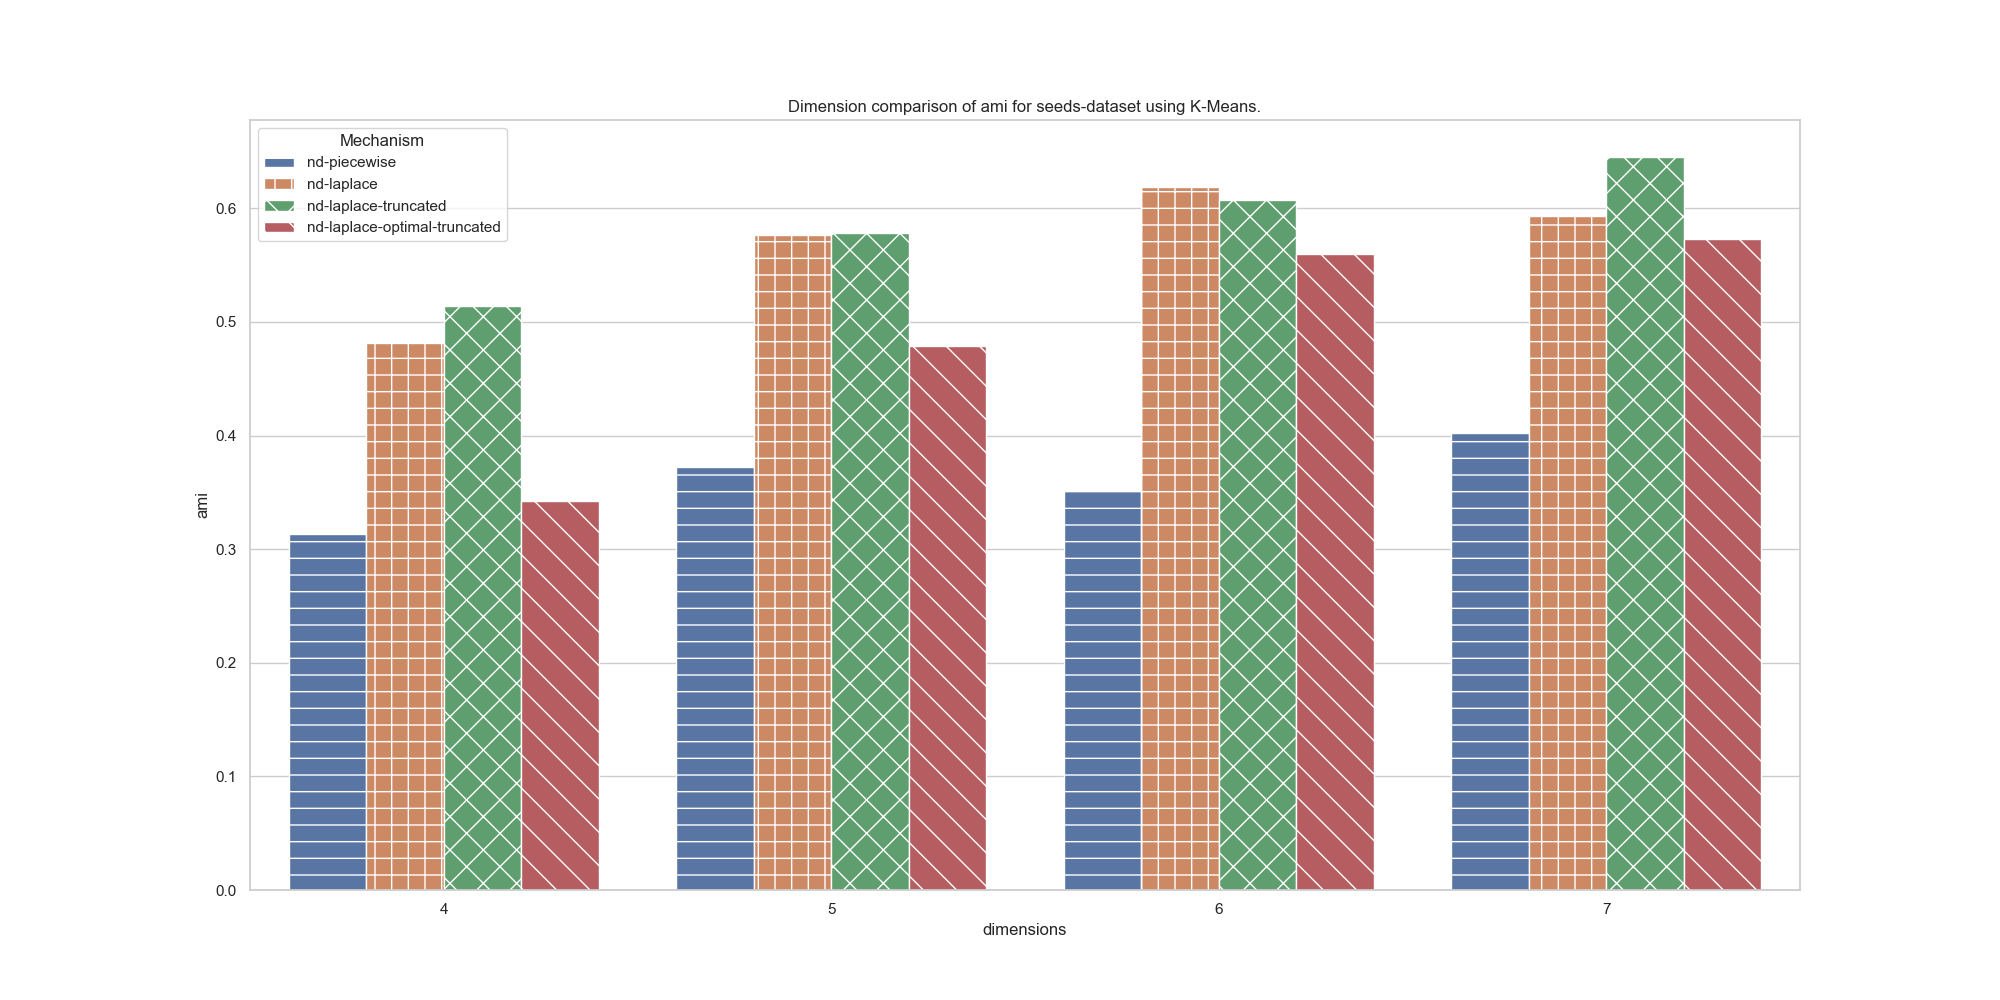 Dimension comparison of ami for seeds-dataset using K-Means.
Mechanism
nd-piecewise
nd-laplace
nd-laplace-truncated
nd-laplace-optimal-truncated
ami
0.6
0.5
0.4
0.3
0.2
0.1
0.0
4 5 6 7
dimensions